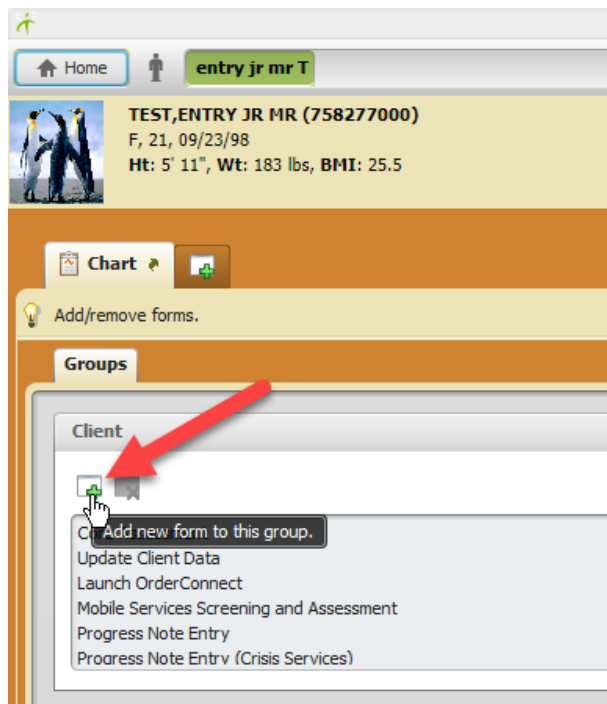 Home
entry jr mr T
TEST,ENTRY JR MR (758277000)
F, 21, 09/23/98
Ht: 5' 11", Wt: 183 lbs, BMI: 25.5
Chart
Add/remove forms.
Groups
Client
Add new form to this group.
Update Client Data
Launch OrderConnect
Mobile Services Screening and Assessment
Progress Note Entry
Progress Note Entry (Crisis Services)